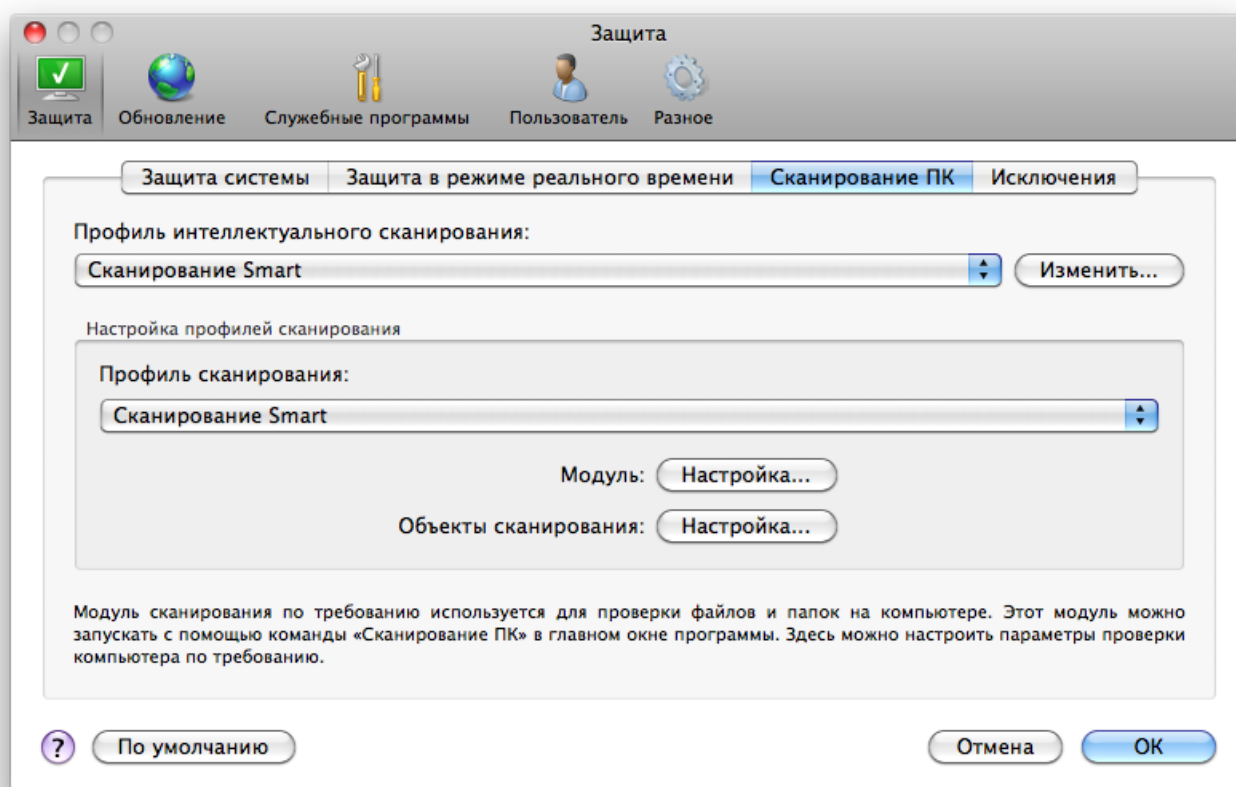 Защита
Защита Обновление Служебные программы Пользователь Разное
Защита системы Защита в режиме реального времени Сканирование ПК Исключения
Профиль интеллектуального сканирования:
Сканирование Smart Изменить...
Настройка профилей сканирования
Профиль сканирования:
Сканирование Smart
Модуль: Настройка...
Объекты сканирования: Настройка...
Модуль сканирования по требованию используется для проверки файлов и папок на компьютере. Этот модуль можно
запускать с помощью команды «Сканирование ПК» в главном окне программы. Здесь можно настроить параметры проверки
компьютера по требованию.
? По умолчанию Отмена OK